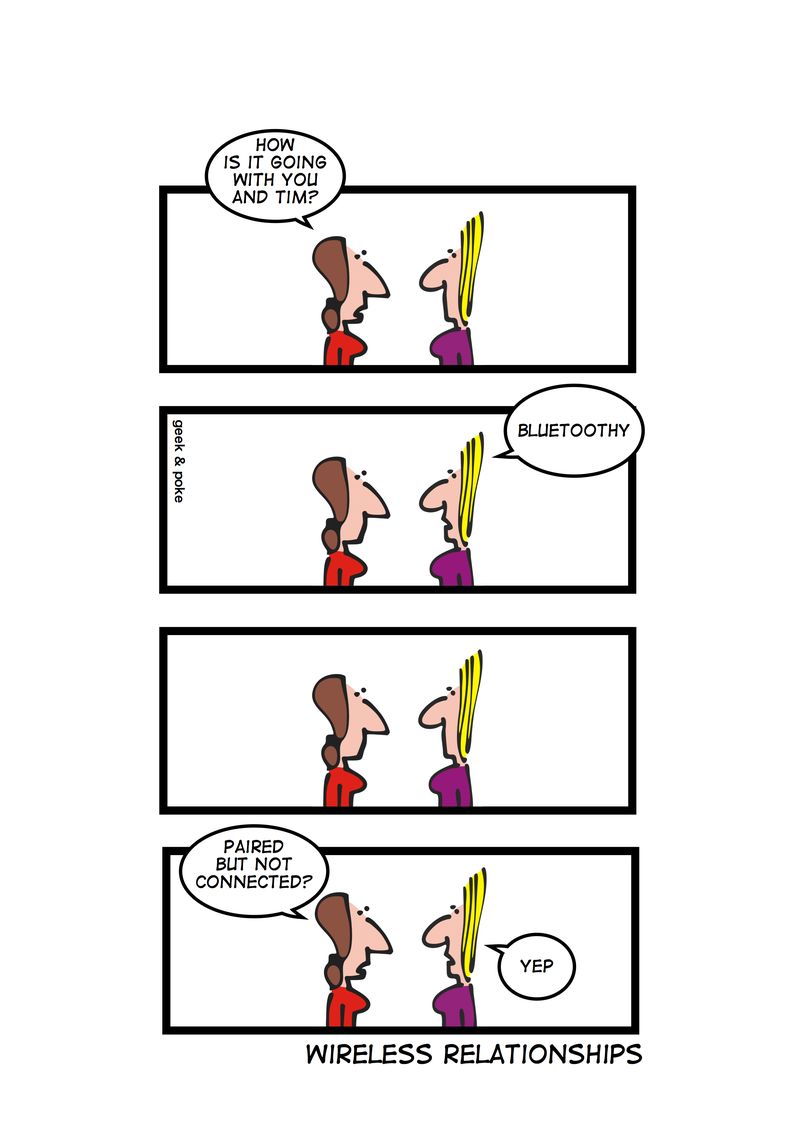 HOW
IS IT GOING
WITH YOU
AND TIM?
BLUETOOTHY
geek & poke
PAIRED
BUT NOT
CONNECTED?
YEP
WIRELESS RELATIONSHIPS